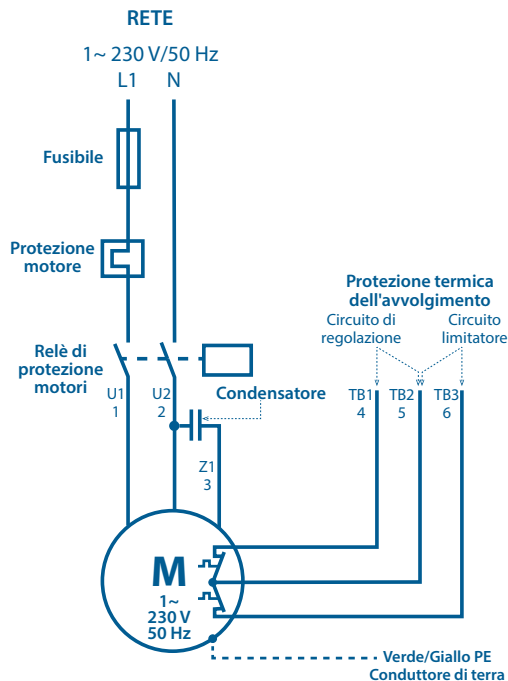 RETE
1~ 230 V/50 Hz
L1 N
Fusibile
Protezione
motore
Protezione termica
dell'avvolgimento
Circuito di
regolazione
Circuito
limitatore
Relè di
protezione
motori
U1
1
U2
2
Condensatore
TB1
4
TB2
5
TB3
6
Z1
3
M
1~
230 V
50 Hz
Verde/Giallo PE
Conduttore di terra